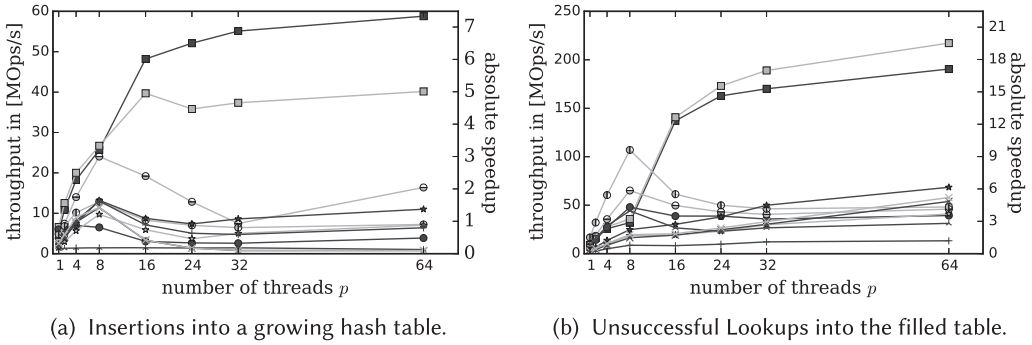 60
50
40
30
20
10
0
throughput in [MOps/s]
1 4 8 16 24 32 64
number of threads p
7
6
5
4
3
2
1
0
absolute speedup
(a) Insertions into a growing hash table.
250
200
150
100
50
0
throughput in [MOps/s]
1 4 8 16 24 32 64
number of threads p
21
18
15
12
9
6
3
0
absolute speedup
(b) Unsuccessful Lookups into the filled table.